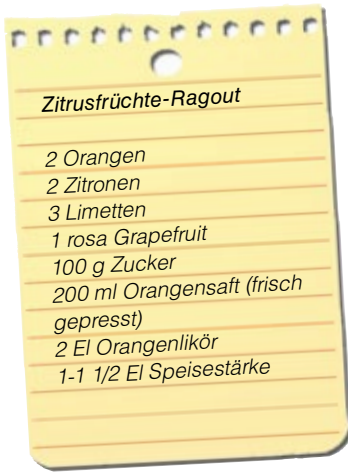 Zitrusfrüchte-Ragout
2 Orangen
2 Zitronen
3 Limetten
1 rosa Grapefruit
100 g Zucker
200 ml Orangensaft (frisch
gepresst)
2 El Orangenlikör
1-1 1/2 El Speisestärke